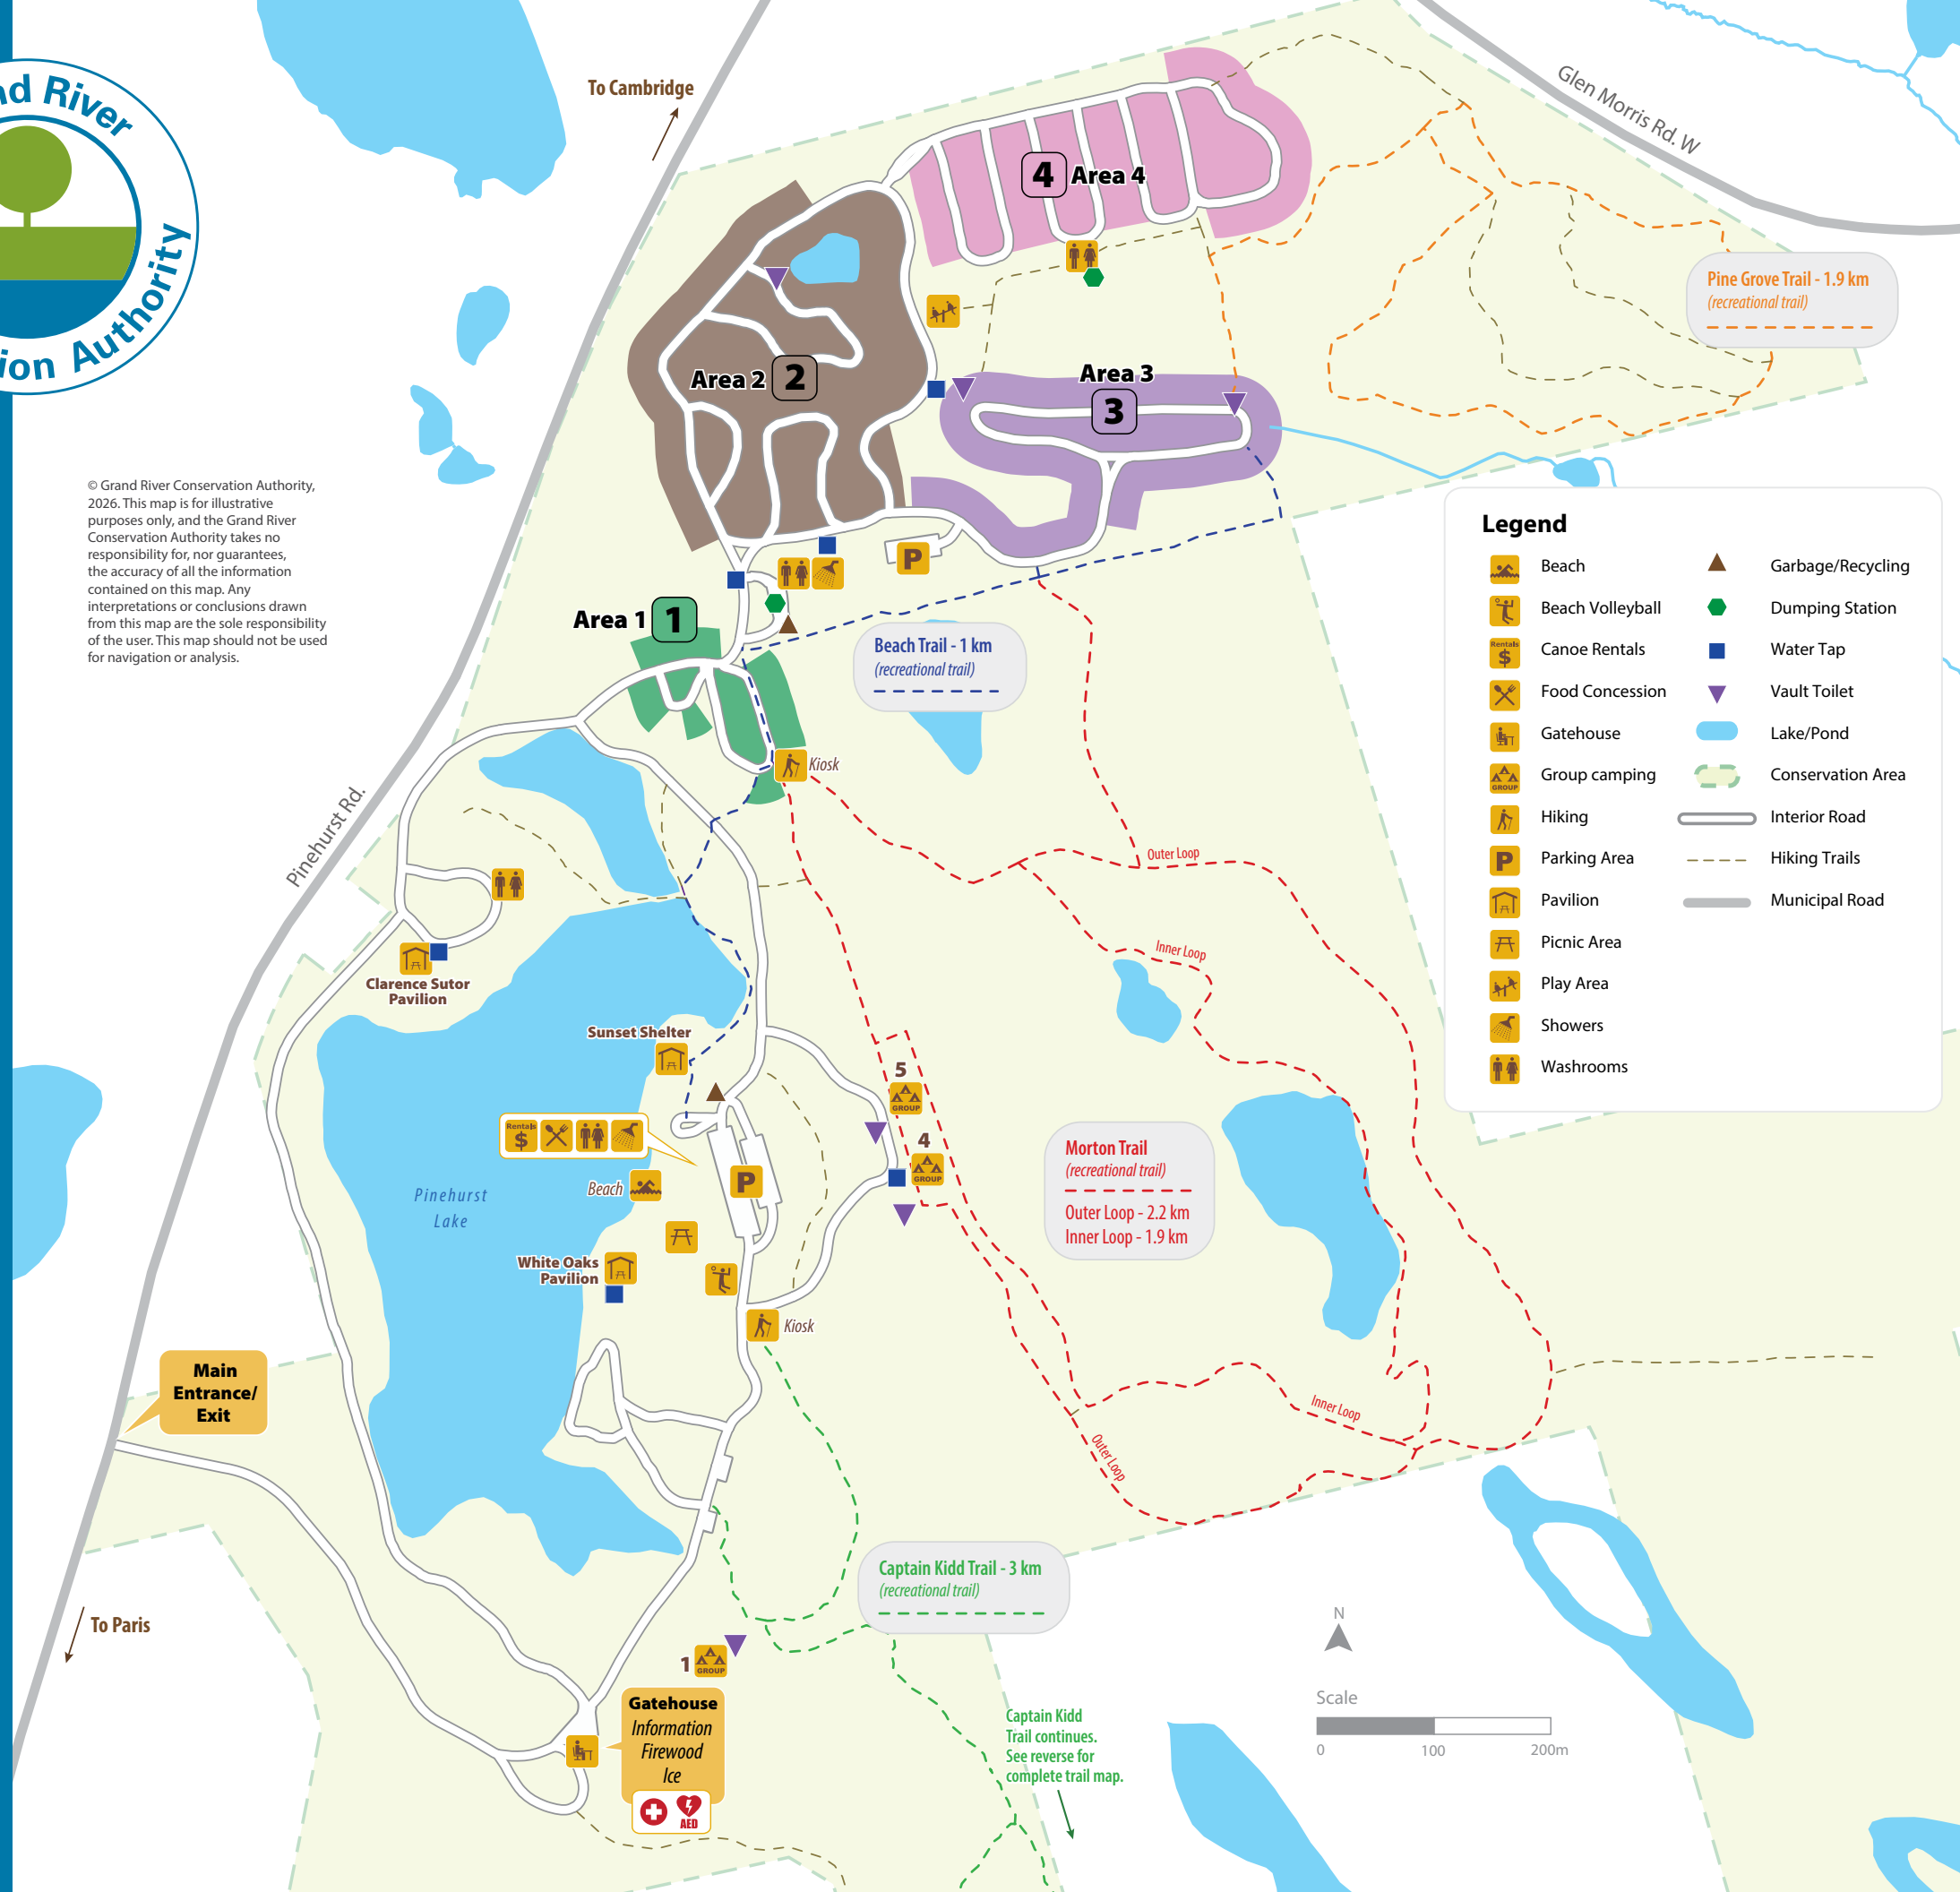 nd River
ion Authority
To Cambridge
Glen Morris Rd. W
4 Area 4
Pine Grove Trail - 1.9 km
(recreational trail)
Area 2 2
Area 3
3
P
© Grand River Conservation Authority,
2026. This map is for illustrative
purposes only, and the Grand River
Conservation Authority takes no
responsibility for, nor guarantees,
the accuracy of all the information
contained on this map. Any
interpretations or conclusions drawn
from this map are the sole responsibility
of the user. This map should not be used
for navigation or analysis.
Area 1 1
Beach Trail - 1 km
(recreational trail)
Kiosk
Pinehurst Rd.
Outer Loop
Inner Loop
Clarence Sutor
Pavilion
Sunset Shelter
5
GROUP
4
GROUP
Rentals
$
P
Beach
Pinehurst
Lake
White Oaks
Pavilion
Kiosk
Morton Trail
(recreational trail)
Outer Loop - 2.2 km
Inner Loop - 1.9 km
Main
Entrance/
Exit
Inner Loop
Outer Loop
Captain Kidd Trail - 3 km
(recreational trail)
To Paris
1
GROUP
Gatehouse
Information
Firewood
Ice
AED
Captain Kidd
Trail continues.
See reverse for
complete trail map.
N
Scale
0 100 200m
Legend
Beach
Beach Volleyball
Rentals
$
Canoe Rentals
Food Concession
Gatehouse
GROUP
Group camping
Hiking
P
Parking Area
Pavilion
Picnic Area
Play Area
Showers
Washrooms
Garbage/Recycling
Dumping Station
Water Tap
Vault Toilet
Lake/Pond
Conservation Area
Interior Road
Hiking Trails
Municipal Road